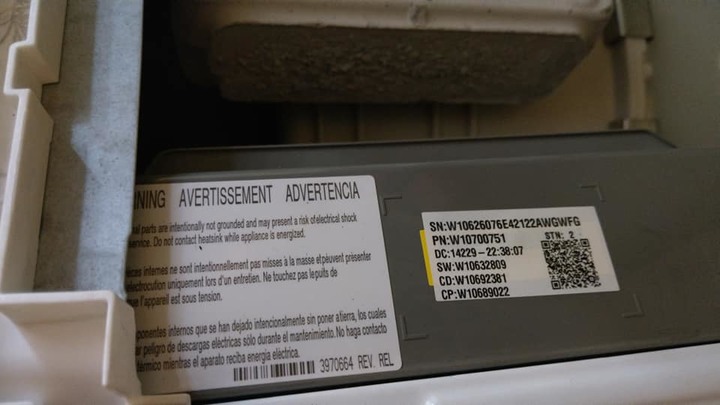 NING AVERTISSEMENT ADVERTENCIA
al parts are intentionally not grounded and may present a risk of electrical shock
service. Do not contact heatsink while appliance is energized.
èces internes ne sont intentionnellement pas misses à la masse etpeuvent présenter
électrocution uniquement lors d'un entretien. Ne touchez pas lepuits de
que l'appareil est sous tension.
ponentes internos que se han dejado intencionalmente sin poner a tierra, los cuales
ar peligro de descargas eléctricas sólo durante el mantenimiento. No haga contacto
térmico mientras el aparato reciba energía eléctrica.
3970664 REV. REL
SN:W10626076E42122AWGWFG
PN:W10700751
STN: 2
DC:14229-22:38:07
SW:W10632809
CD:W10692381
CP:W10689022